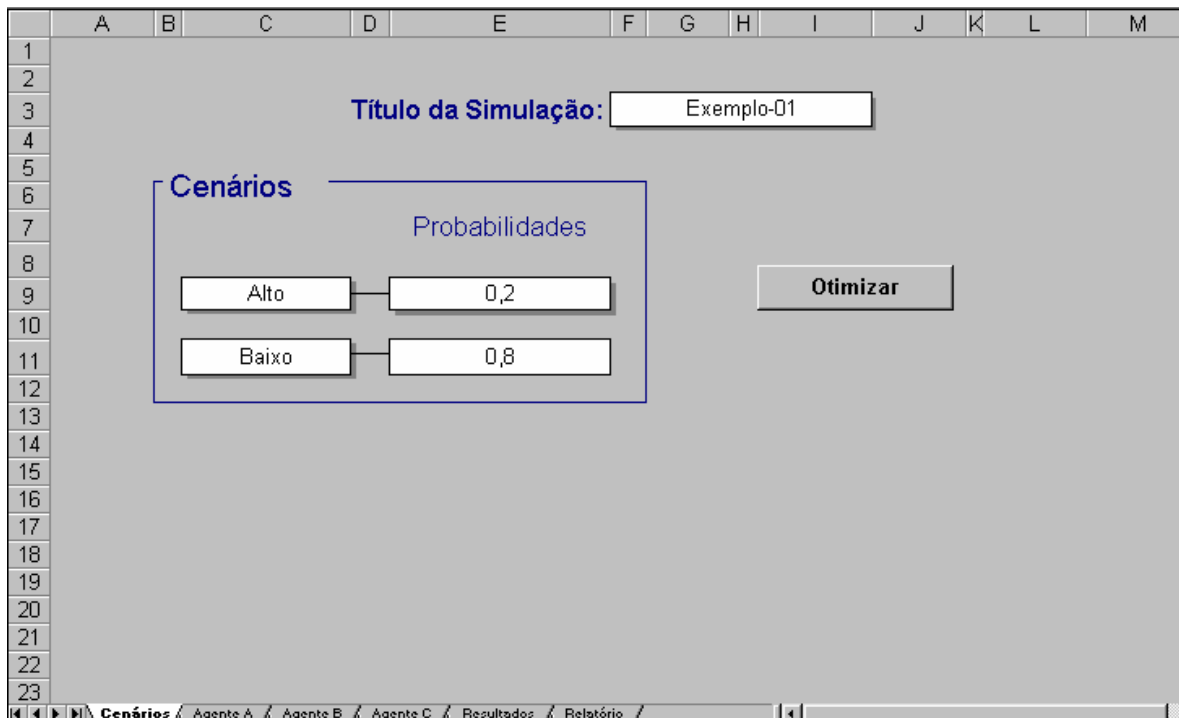 A B C D E F G H I J K L M
1
2
3 Título da Simulação: Exemplo-01
4
5
6 Cenários
7 Probabilidades
8
9 Alto 0,2 Otimizar
10
11 Baixo 0,8
12
13
14
15
16
17
18
19
20
21
22
23
Cenários Agente A Agente B Agente C Resultados Relatório